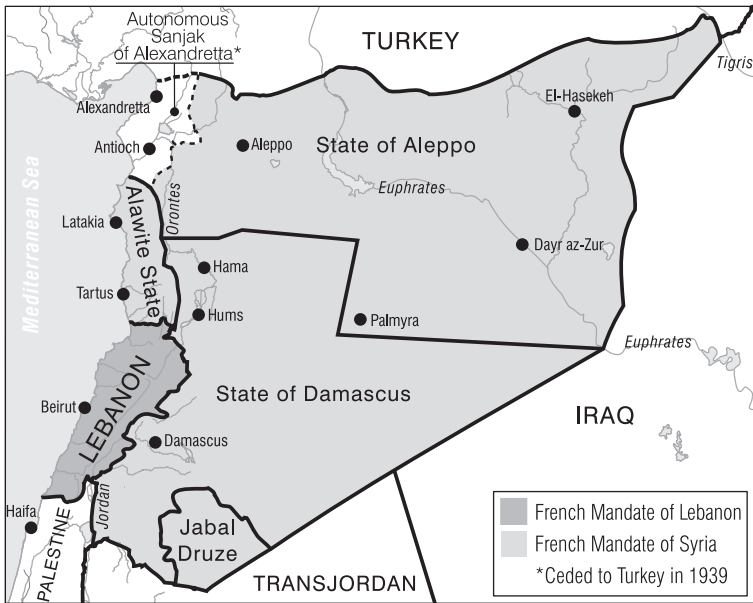 Autonomous
Sanjak
of Alexandretta*
TURKEY
Tigris
Alexandretta
El-Hasekeh
Antioch
Aleppo
State of Aleppo
Mediterranean Sea
Orontes
Euphrates
Latakia
Alawite State
Hama
Dayr az-Zur
Tartus
Hums
Palmyra
Euphrates
LEBANON
State of Damascus
Beirut
IRAQ
Damascus
Haifa
Jordan
PALESTINE
Jabal
Druze
TRANSJORDAN
French Mandate of Lebanon
French Mandate of Syria
*Ceded to Turkey in 1939